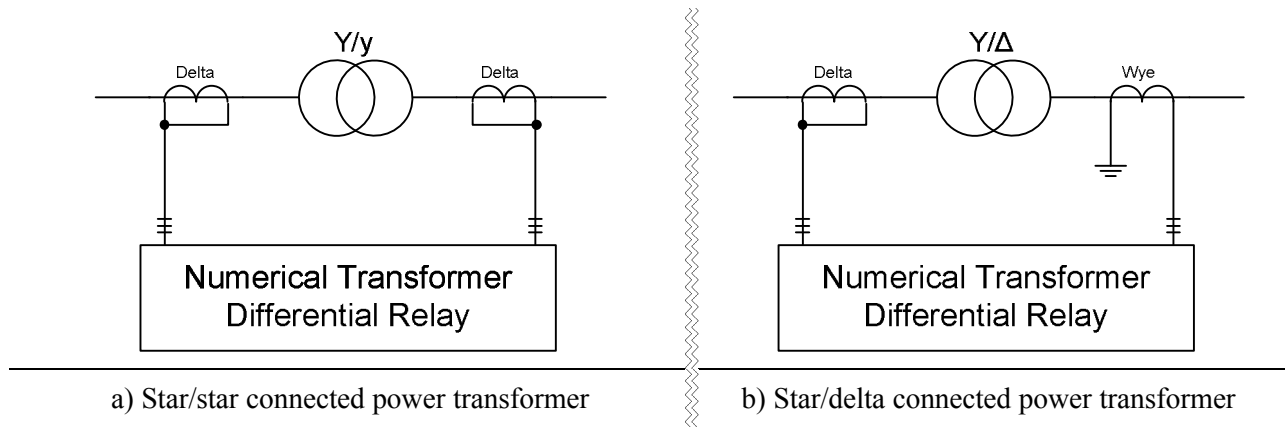 Y/y
Delta
Delta
Numerical Transformer
Differential Relay
a) Star/star connected power transformer
Y/Δ
Delta
Wye
Numerical Transformer
Differential Relay
b) Star/delta connected power transformer